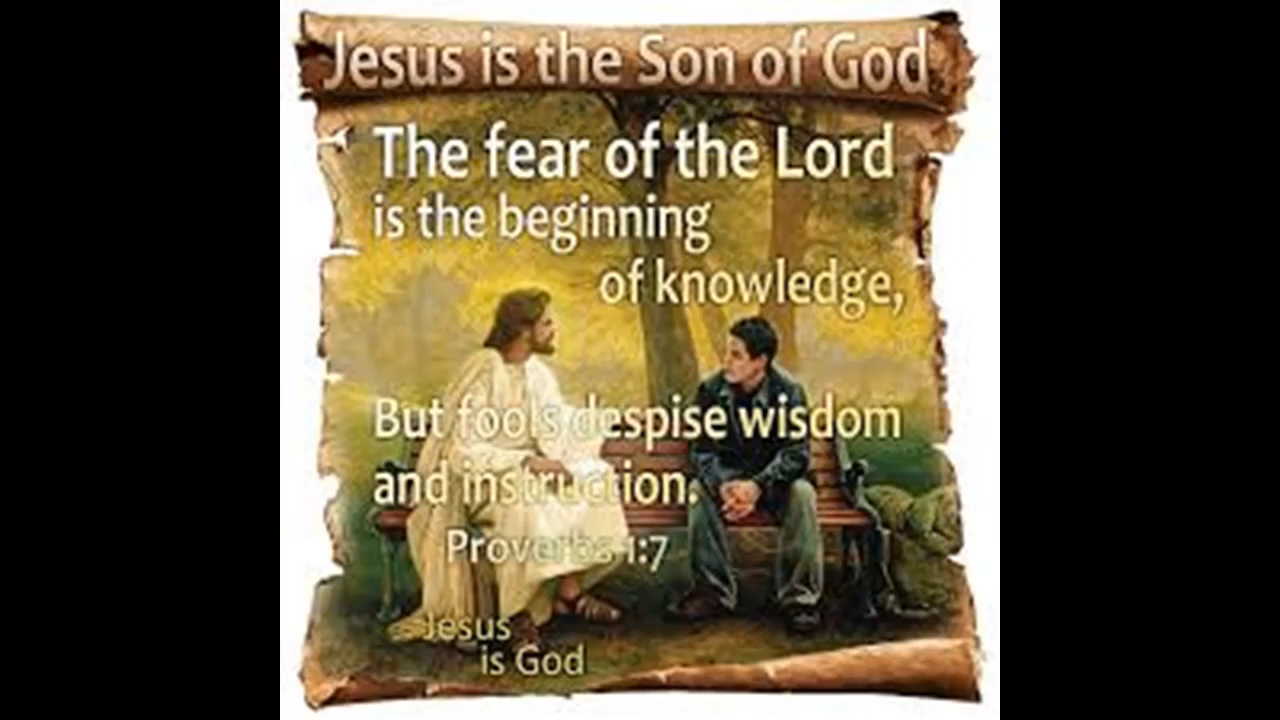 Jesus is the Son of God
The fear of the Lord
is the beginning
of knowledge,
But fools despise wisdom
and instruction.
Proverbs 1:7
Jesus
is God